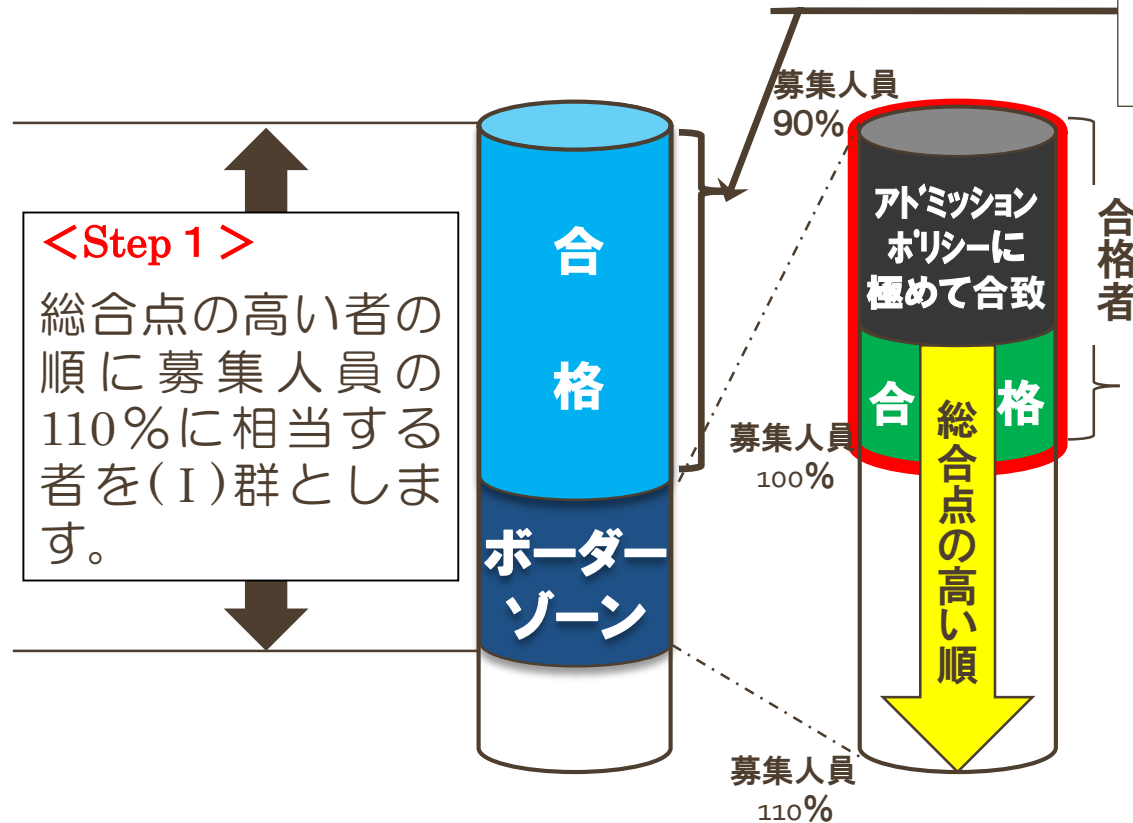 <Step 1>
総合点の高い者の
順に募集人員の
110%に相当する
者を(Ⅰ)群としま
す。
合
格
ボーダー
ゾーン
募集人員
90%
アドミッション
ポリシーに
極めて合致
合 格
総合点の高い順
合格者
募集人員
100%
募集人員
110%